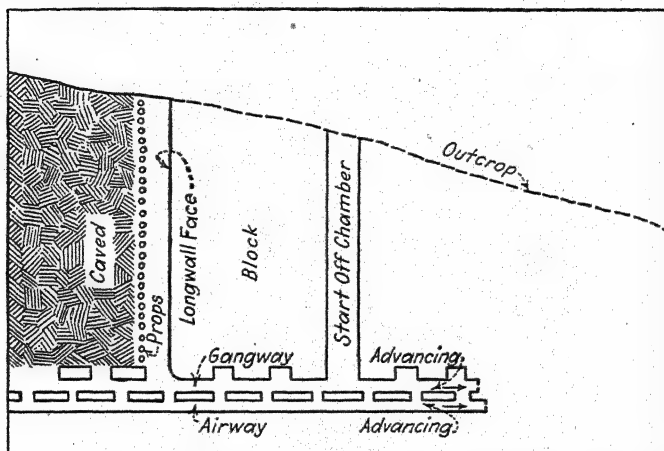 Outcrop
Caved
Props
Longwall Face
Block
Start Off Chamber
Gangway
Advancing
Airway
Advancing